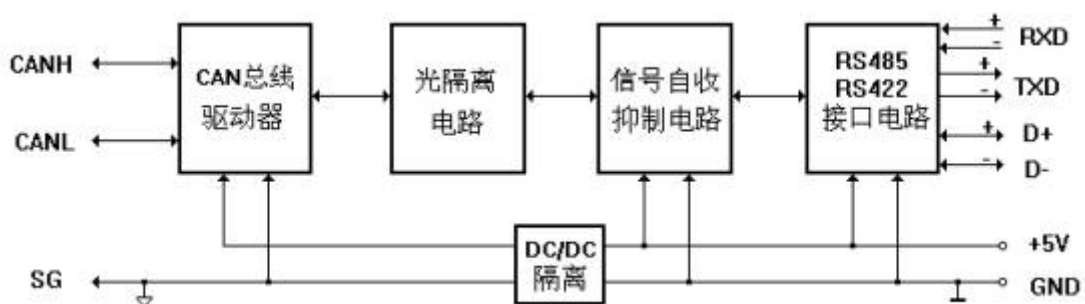 CANH
CANL
SG
CAN总线
驱动器
光隔离
电路
信号自收
抑制电路
RS485
RS422
接口电路
DC/DC
隔离
+
RXD
-
+
TXD
-
+
D+
-
D-
+5V
GND